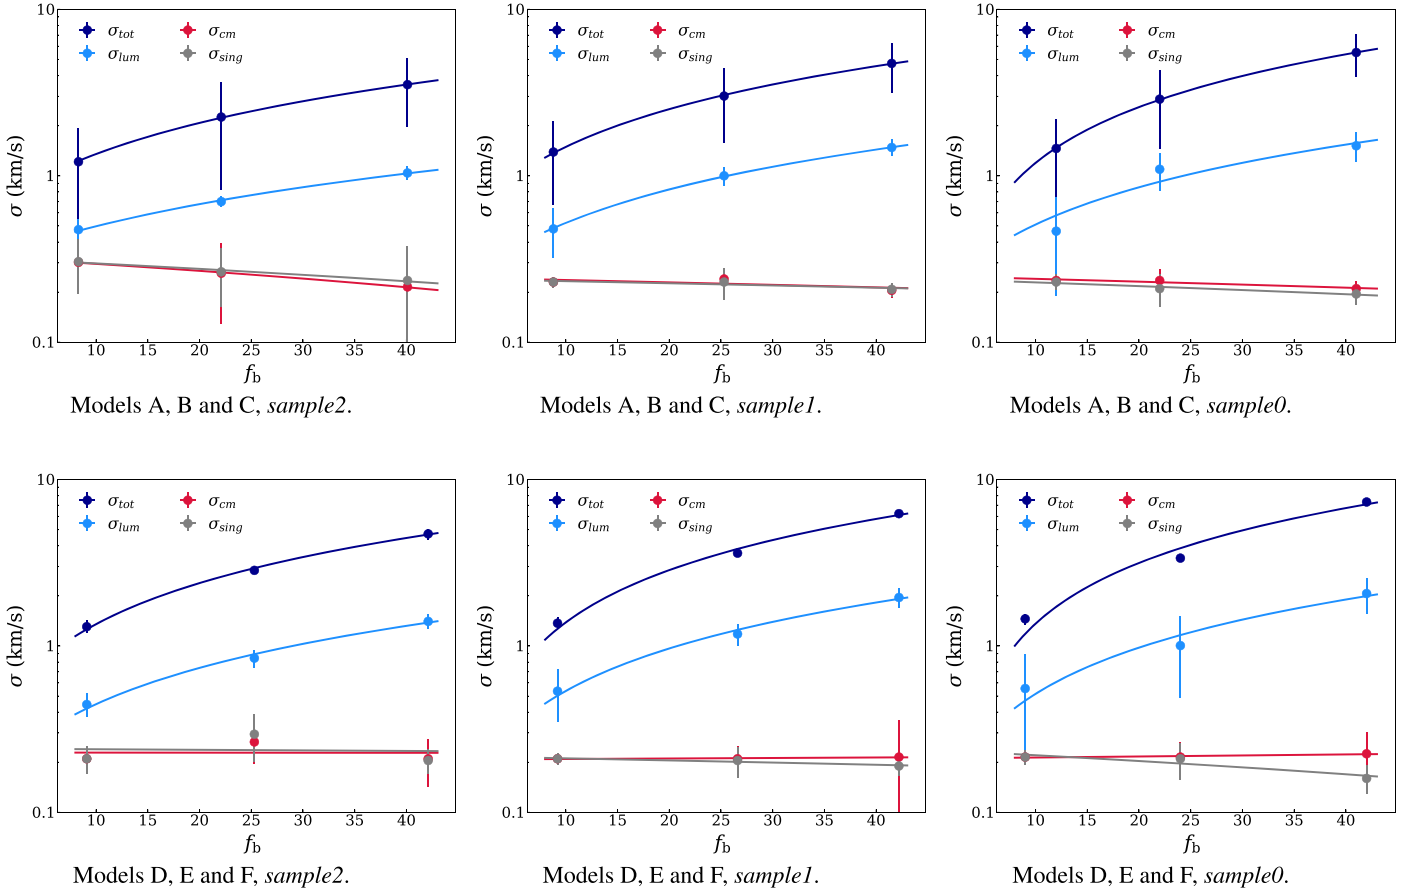 10
1
0.1
σ (km/s)
σtot
σlum
σcm
σsing
10 15 20 25 30 35 40
fb
Models A, B and C, sample2.
10
1
0.1
σ (km/s)
σtot
σlum
σcm
σsing
10 15 20 25 30 35 40
fb
Models A, B and C, sample1.
10
1
0.1
σ (km/s)
σtot
σlum
σcm
σsing
10 15 20 25 30 35 40
fb
Models A, B and C, sample0.
10
1
0.1
σ (km/s)
σtot
σlum
σcm
σsing
10 15 20 25 30 35 40
fb
Models D, E and F, sample2.
10
1
0.1
σ (km/s)
σtot
σlum
σcm
σsing
10 15 20 25 30 35 40
fb
Models D, E and F, sample1.
10
1
0.1
σ (km/s)
σtot
σlum
σcm
σsing
10 15 20 25 30 35 40
fb
Models D, E and F, sample0.